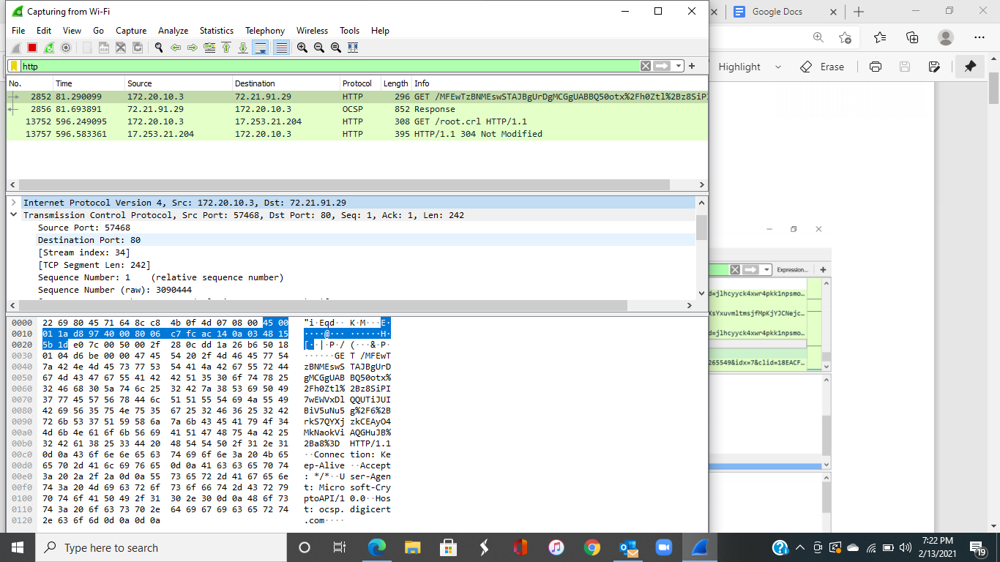 Capturing from Wi-Fi
Google Docs
File Edit View Go Capture Analyze Statistics Telephony Wireless Tools Help
http
Highlight
Erase
No. Time Source Destination Protocol Length Info
2852 81.290099 172.20.10.3 72.21.91.29 HTTP 296 GET /MFEwTzBNMEswSTAJBgUrDgMCGgUABBQ50otx%2Fh0Ztl%2Bz8SiPI
2856 81.693891 72.21.91.29 172.20.10.3 OCSP 852 Response
13752 596.249095 172.20.10.3 17.253.21.204 HTTP 308 GET /root.crl HTTP/1.1
13757 596.583361 17.253.21.204 172.20.10.3 HTTP 395 HTTP/1.1 304 Not Modified
Internet Protocol Version 4, Src: 172.20.10.3, Dst: 72.21.91.29
Transmission Control Protocol, Src Port: 57468, Dst Port: 80, Seq: 1, Ack: 1, Len: 242
Source Port: 57468
Destination Port: 80
[Stream index: 34]
[TCP Segment Len: 242]
Sequence Number: 1 (relative sequence number)
Sequence Number (raw): 3090444
Expression...
d=jlhcyyck4xwr4pkk1npsmo...
XsYxuvmltmsjfMpKjYJCNejc...
265549&idx=7&clid=18EACF...
0000 22 69 80 45 71 64 8c c8 4b 0f 4d 07 08 00 45 00 "i·Eqd·· K·M···E·
0010 01 1a d8 97 40 00 80 06 c7 fc ac 14 0a 03 48 15 ····@··· ······H·
0020 5b 1d e0 7c 00 50 00 2f 28 0c dd 1a 26 b6 50 18 [··|·P·/ (···&·P·
0030 01 04 d6 be 00 00 47 45 54 20 2f 4d 46 45 77 54 ······GE T /MFEwT
0040 7a 42 4e 4d 45 73 77 53 54 41 4a 42 67 55 72 44 zBNMEswS TAJBgUrD
0050 67 4d 43 47 67 55 41 42 42 51 35 30 6f 74 78 25 gMCGgUAB BQ50otx%
0060 32 46 68 30 5a 74 6c 25 32 42 7a 38 53 69 50 49 2Fh0Ztl% 2Bz8SiPI
0070 37 77 45 57 56 78 44 6c 51 51 55 54 69 4a 55 49 7wEWVxDl QQUTiJUI
0080 42 69 56 35 75 4e 75 35 67 25 32 46 36 25 32 42 BiV5uNu5 g%2F6%2B
0090 72 6b 53 37 51 59 58 6a 7a 6b 43 45 41 79 4f 34 rkS7QYXj zkCEAyO4
00a0 4d 6b 4e 61 6f 6b 56 69 41 51 47 48 75 4a 42 25 MkNaokVi AQGHuJB%
00b0 32 42 61 38 25 33 44 20 48 54 54 50 2f 31 2e 31 2Ba8%3D HTTP/1.1
00c0 0d 0a 43 6f 6e 6e 65 63 74 69 6f 6e 3a 20 4b 65 ··Connec tion: Ke
00d0 65 70 2d 41 6c 69 76 65 0d 0a 41 63 63 65 70 74 ep-Alive ··Accept
00e0 3a 20 2a 2f 2a 0d 0a 55 73 65 72 2d 41 67 65 6e : */*··U ser-Agen
00f0 74 3a 20 4d 69 63 72 6f 73 6f 66 74 2d 43 72 79 t: Micro soft-Cry
0100 70 74 6f 41 50 49 2f 31 30 2e 30 0d 0a 48 6f 73 ptoAPI/1 0.0··Hos
0110 74 3a 20 6f 63 73 70 2e 64 69 67 69 63 65 72 74 t: ocsp. digicert
0120 2e 63 6f 6d 0d 0a 0d 0a .com····
Type here to search
7:22 PM
2/13/2021
19